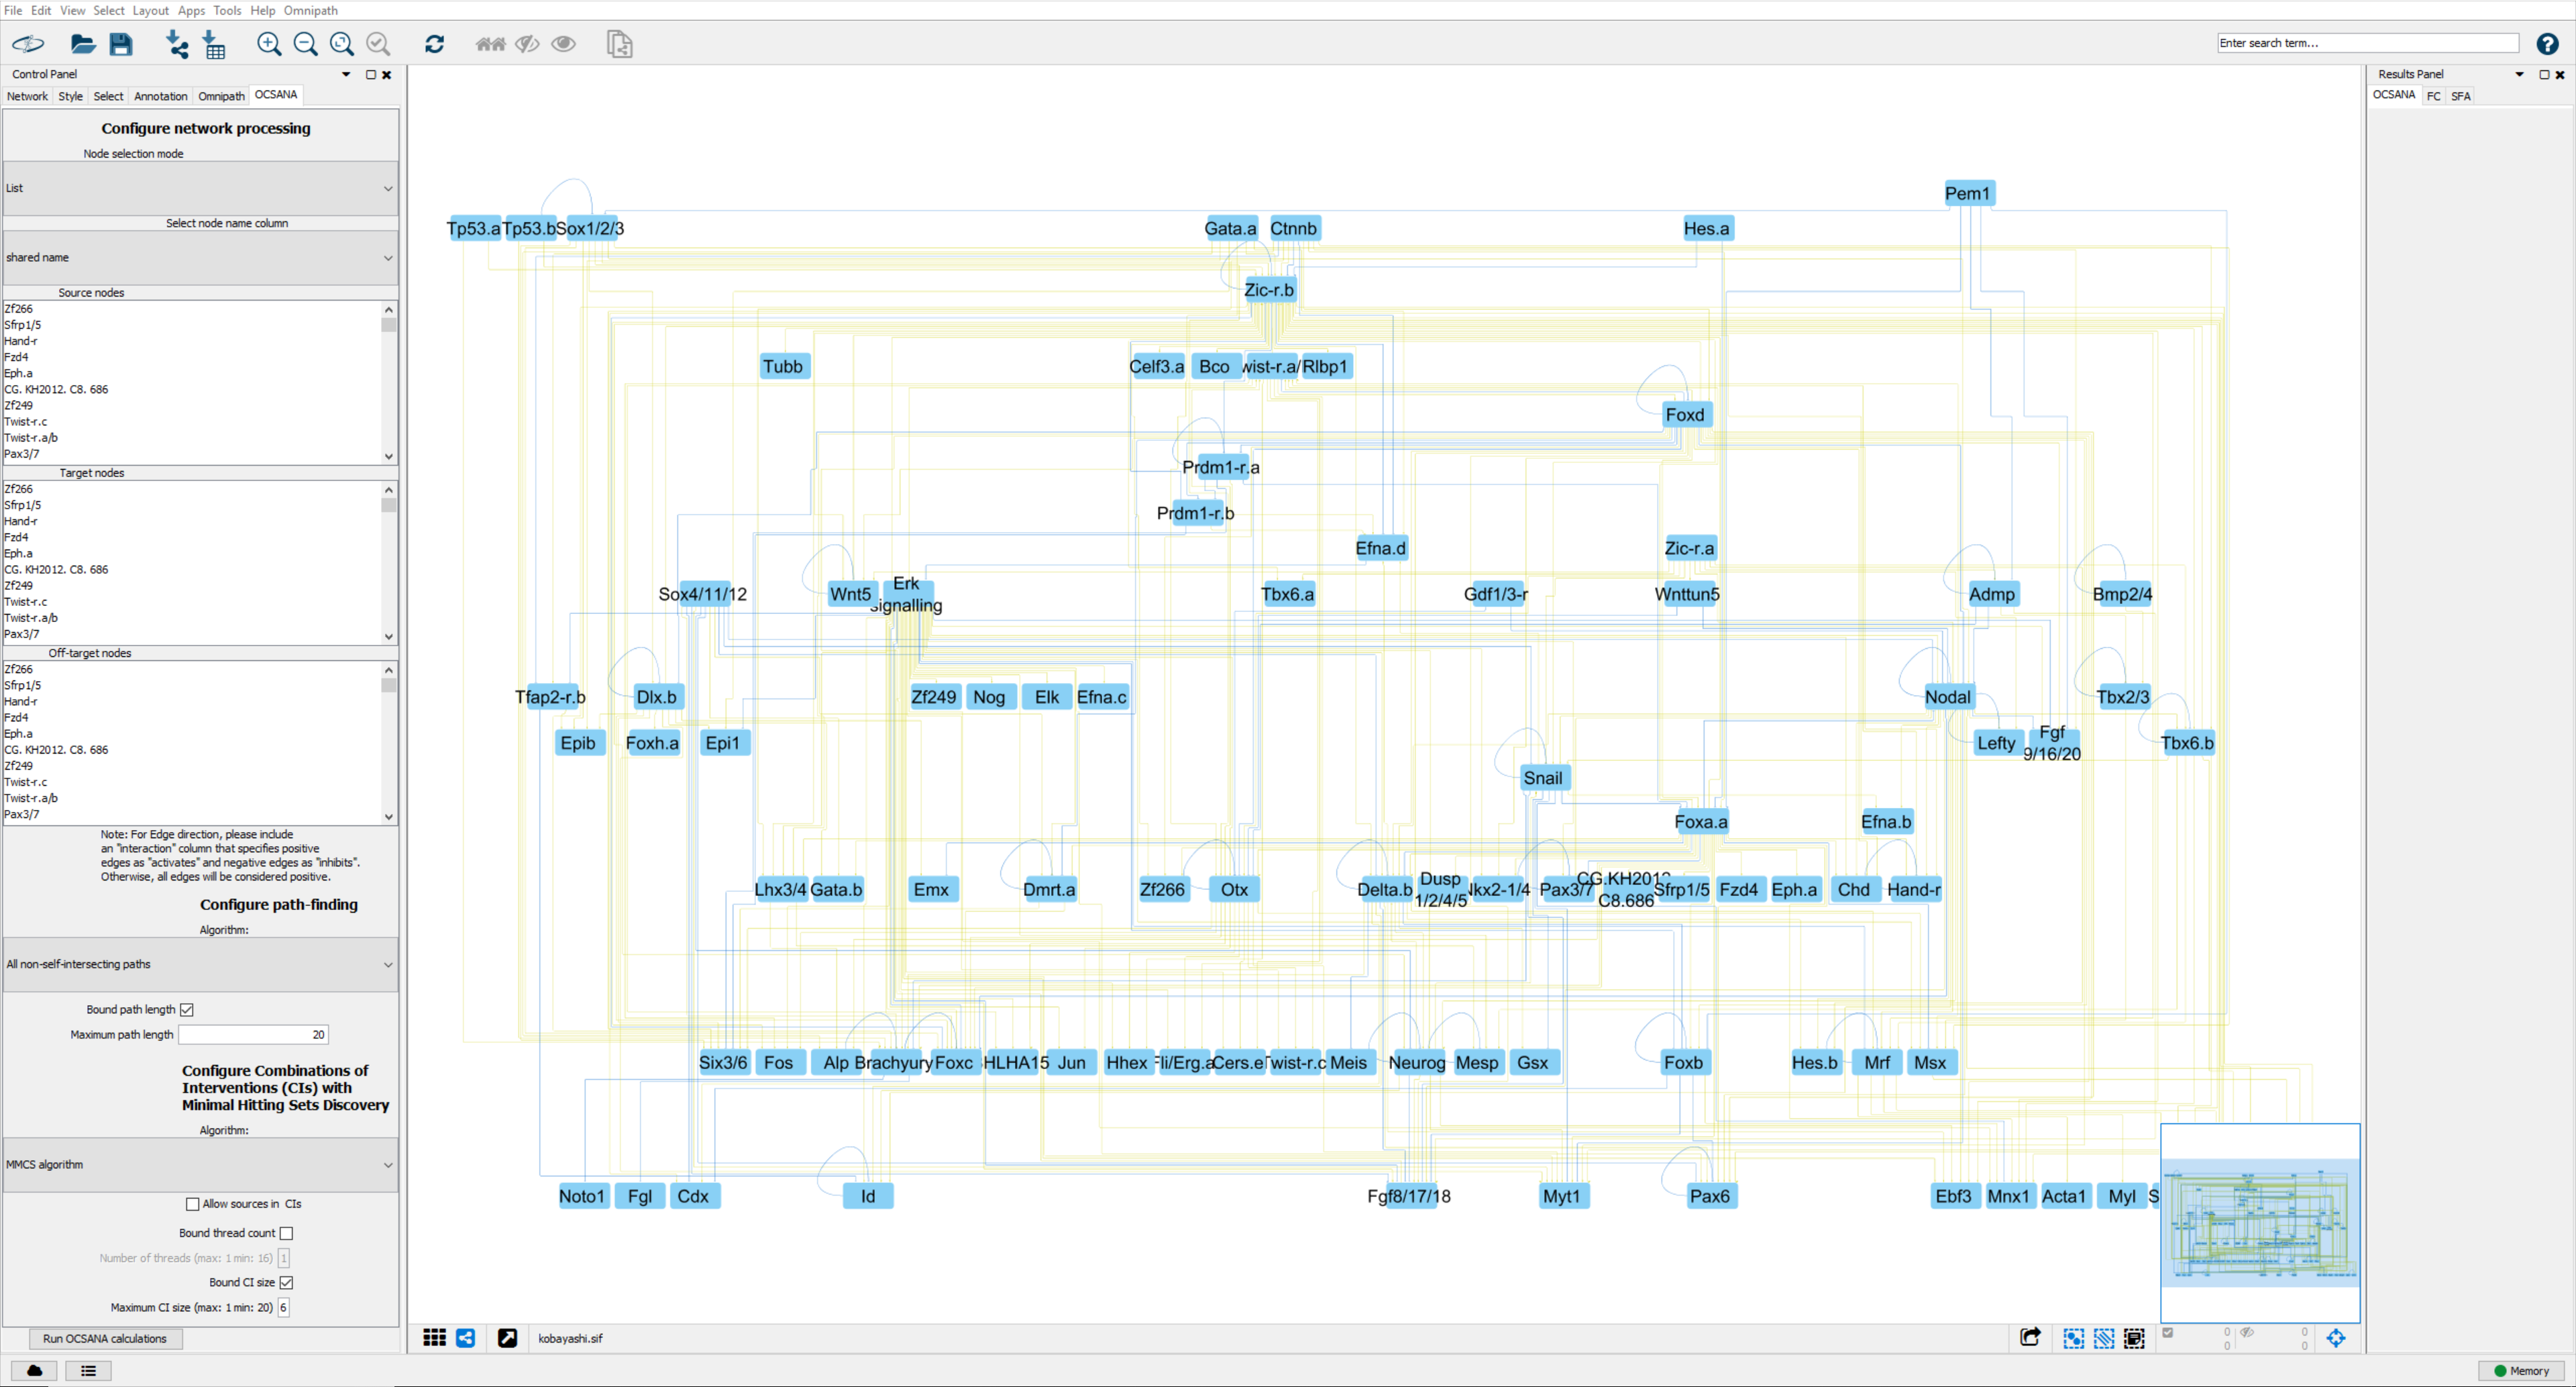 File Edit View Select Layout Apps Tools Help Omnipath
Enter search term...
Control Panel
Network Style Select Annotation Omnipath OCSANA
Configure network processing
Node selection mode
List
Select node name column
shared name
Source nodes
Zf266
Sfrp1/5
Hand-r
Fzd4
Eph.a
CG. KH2012. C8. 686
Zf249
Twist-r.c
Twist-r.a/b
Pax3/7
Target nodes
Zf266
Sfrp1/5
Hand-r
Fzd4
Eph.a
CG. KH2012. C8. 686
Zf249
Twist-r.c
Twist-r.a/b
Pax3/7
Off-target nodes
Zf266
Sfrp1/5
Hand-r
Fzd4
Eph.a
CG. KH2012. C8. 686
Zf249
Twist-r.c
Twist-r.a/b
Pax3/7
Note: For Edge direction, please include
an "interaction" column that specifies positive
edges as "activates" and negative edges as "inhibits".
Otherwise, all edges will be considered positive.
Configure path-finding
Algorithm:
All non-self-intersecting paths
Bound path length
Maximum path length 20
Configure Combinations of
Interventions (CIs) with
Minimal Hitting Sets Discovery
Algorithm:
MMCS algorithm
Allow sources in CIs
Bound thread count
Number of threads (max: 1 min: 16) 1
Bound CI size
Maximum CI size (max: 1 min: 20) 6
Run OCSANA calculations
Pem1
Tp53.a Tp53.b Sox1/2/3 Gata.a Ctnnb Hes.a
Zic-r.b
Tubb Celf3.a Bco wist-r.a/ Rlbp1
Foxd
Prdm1-r.a
Prdm1-r.b
Efna.d Zic-r.a
Sox4/11/12 Wnt5 Erk signalling Tbx6.a Gdf1/3-r Wnttun5 Admp Bmp2/4
Tfap2-r.b Dlx.b Zf249 Nog Elk Efna.c Nodal Tbx2/3
Epib Foxh.a Epi1 Lefty Fgf 9/16/20 Tbx6.b
Snail
Foxa.a Efna.b
Lhx3/4 Gata.b Emx Dmrt.a Zf266 Otx Delta.b Dusp 1/2/4/5 Nkx2-1/4 Pax3/7 CG.KH2012 C8.686 Sfrp1/5 Fzd4 Eph.a Chd Hand-r
Six3/6 Fos Alp Brachyury Foxc HLHA15 Jun Hhex Fli/Erg.a Cers.e Twist-r.c Meis Neurog Mesp Gsx Foxb Hes.b Mrf Msx
Noto1 Fgl Cdx Id Fgf8/17/18 Myt1 Pax6 Ebf3 Mnx1 Acta1 Myl S
kobayashi.sif
0 0
0 0
Results Panel
OCSANA FC SFA
Memory